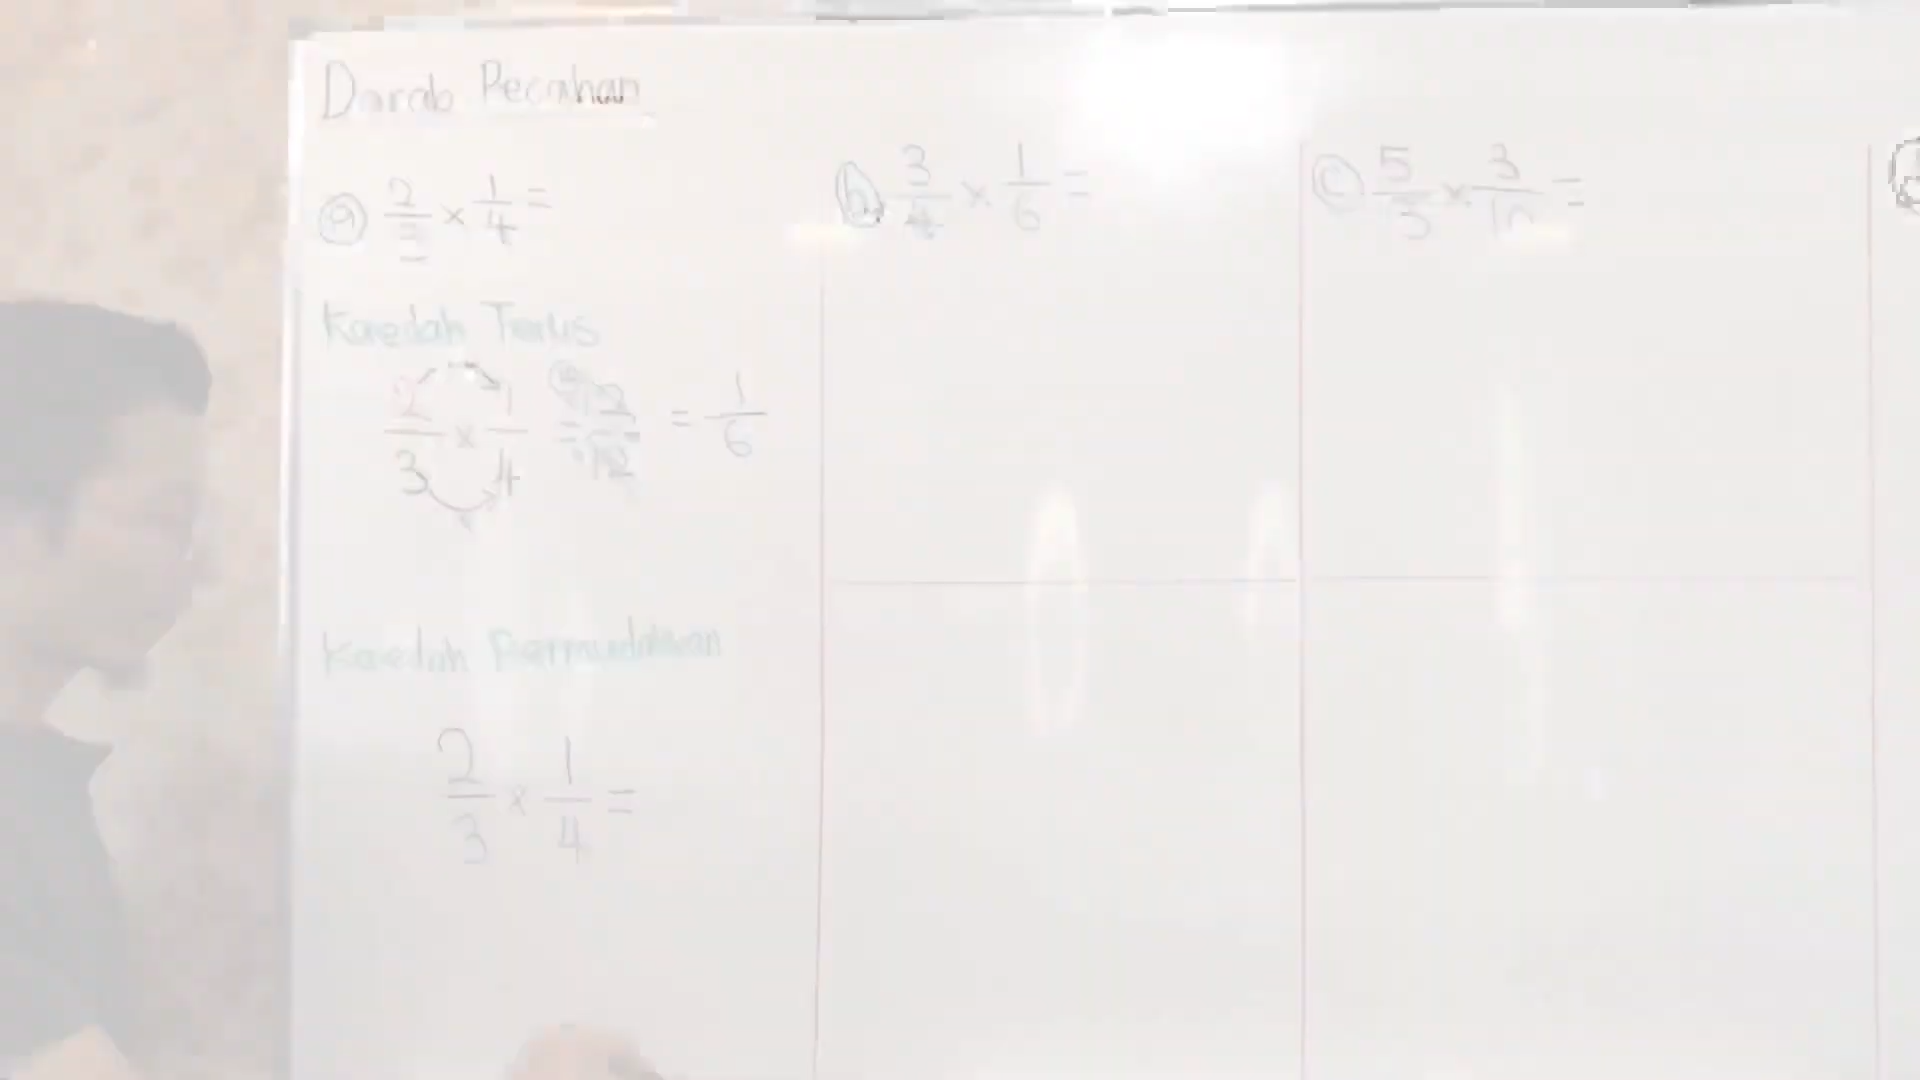 Darab Pecahan
ⓐ 2/3 × 1/4 =
Kaedah Terus
2/3 × 1/4 = 2/12 = 1/6
Kaedah Permudahan
2/3 × 1/4 =
ⓑ 3/4 × 1/6 =
ⓒ 5/3 × 3/10 =